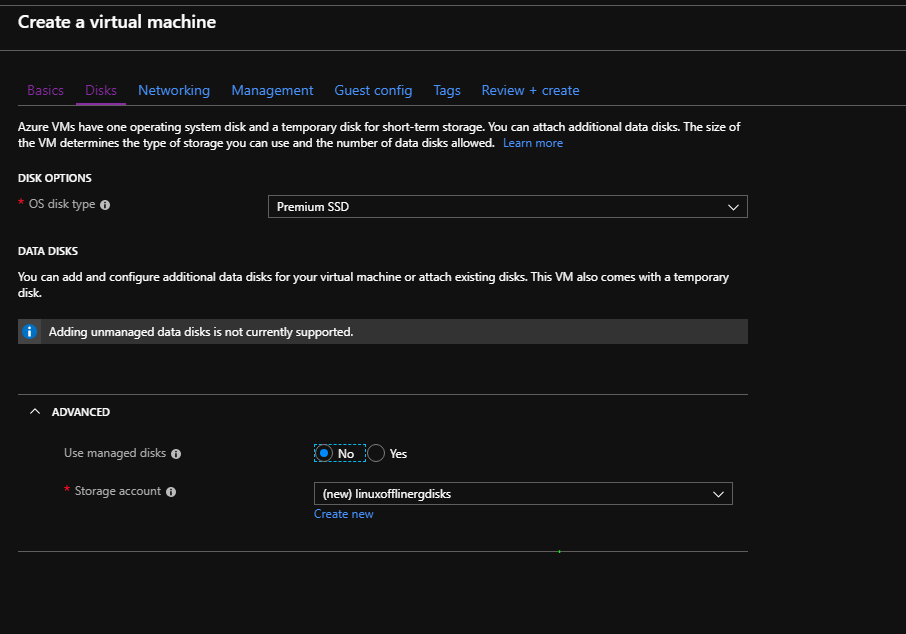 Create a virtual machine
Basics Disks Networking Management Guest config Tags Review + create
Azure VMs have one operating system disk and a temporary disk for short-term storage. You can attach additional data disks. The size of
the VM determines the type of storage you can use and the number of data disks allowed. Learn more
DISK OPTIONS
* OS disk type
Premium SSD
DATA DISKS
You can add and configure additional data disks for your virtual machine or attach existing disks. This VM also comes with a temporary
disk.
Adding unmanaged data disks is not currently supported.
ADVANCED
Use managed disks
No Yes
* Storage account
(new) linuxofflinergdisks
Create new